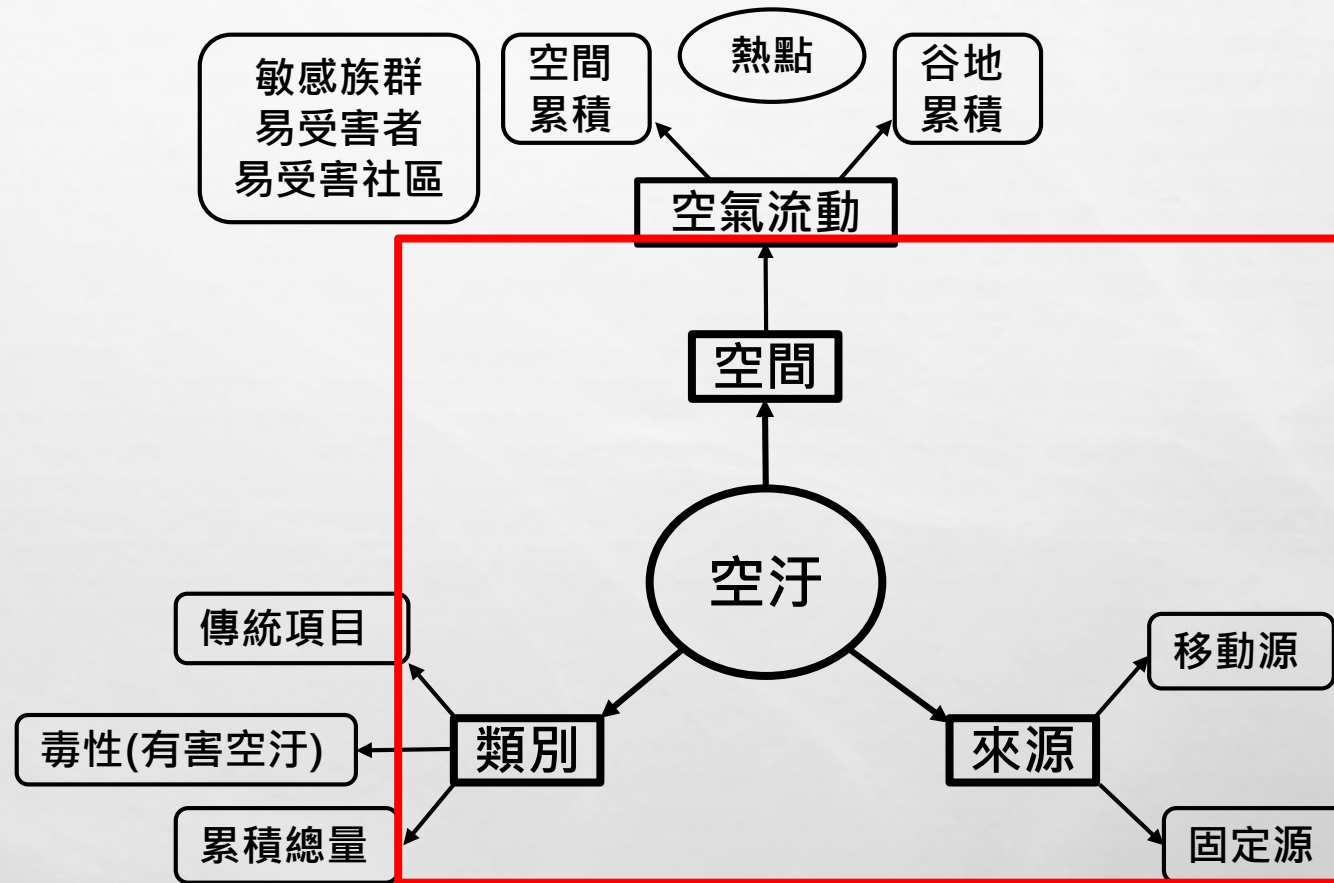 敏感族群
易受害者
易受害社區
空間
累積
熱點
谷地
累積
空氣流動
空間
空汙
傳統項目
毒性(有害空汙)
累積總量
類別
來源
移動源
固定源